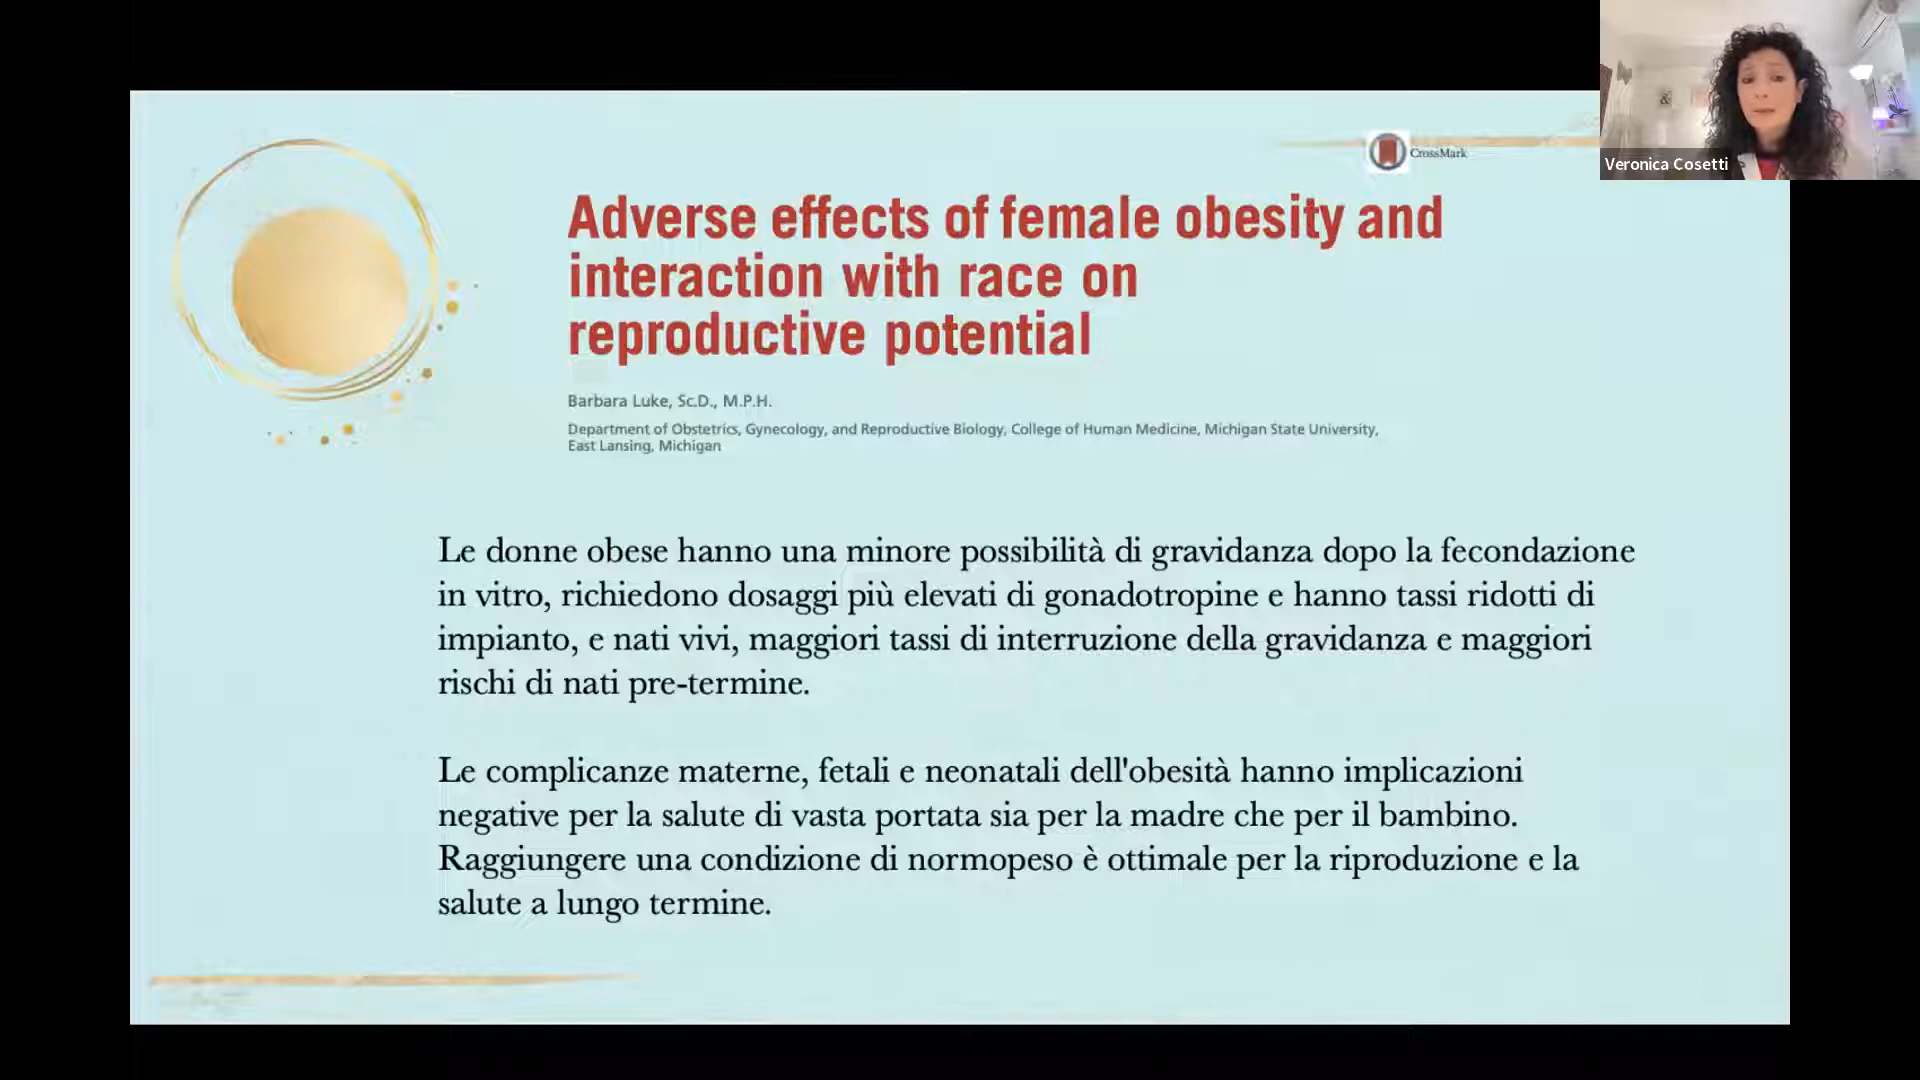 CrossMark
Veronica Cosetti
Adverse effects of female obesity and
interaction with race on
reproductive potential
Barbara Luke, Sc.D., M.P.H.
Department of Obstetrics, Gynecology, and Reproductive Biology, College of Human Medicine, Michigan State University,
East Lansing, Michigan
Le donne obese hanno una minore possibilità di gravidanza dopo la fecondazione
in vitro, richiedono dosaggi più elevati di gonadotropine e hanno tassi ridotti di
impianto, e nati vivi, maggiori tassi di interruzione della gravidanza e maggiori
rischi di nati pre-termine.
Le complicanze materne, fetali e neonatali dell'obesità hanno implicazioni
negative per la salute di vasta portata sia per la madre che per il bambino.
Raggiungere una condizione di normopeso è ottimale per la riproduzione e la
salute a lungo termine.